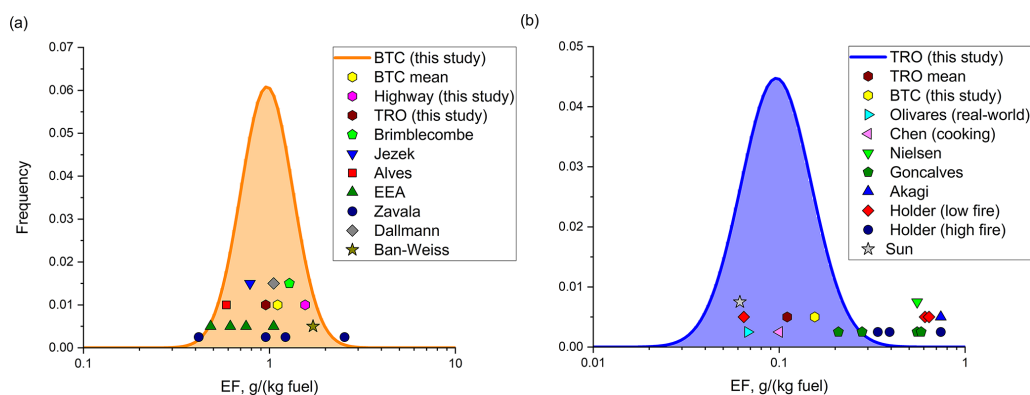 (a)
0.07
0.06
0.05
0.04
0.03
0.02
0.01
0.00
Frequency
0.1
1
10
EF, g/(kg fuel)
BTC (this study)
BTC mean
Highway (this study)
TRO (this study)
Brimblecombe
Jezek
Alves
EEA
Zavala
Dallmann
Ban-Weiss
(b)
0.05
0.04
0.03
0.02
0.01
0.00
0.01
0.1
1
EF, g/(kg fuel)
TRO (this study)
TRO mean
BTC (this study)
Olivares (real-world)
Chen (cooking)
Nielsen
Goncalves
Akagi
Holder (low fire)
Holder (high fire)
Sun